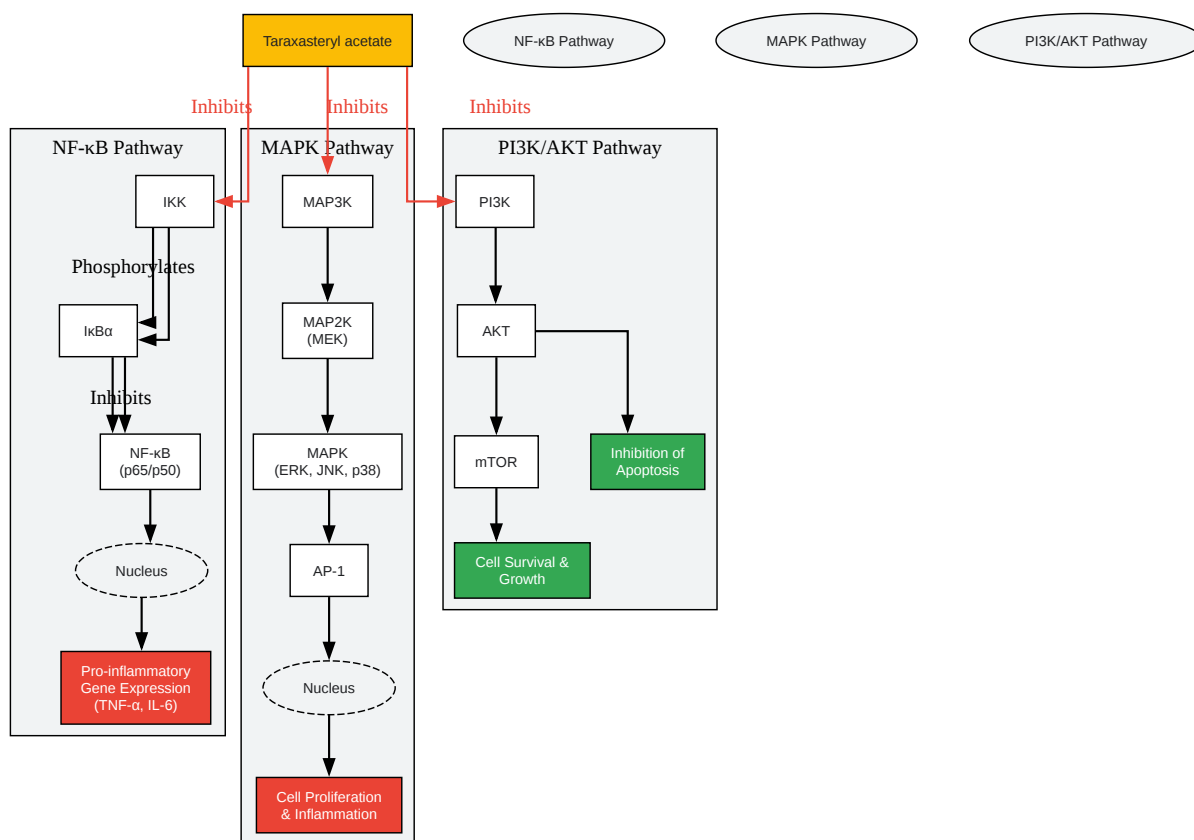 Taraxasteryl acetate
NF-κB Pathway
MAPK Pathway
PI3K/AKT Pathway
Inhibits
Inhibits
Inhibits
NF-κB Pathway
IKK
Phosphorylates
IκBα
Inhibits
NF-κB
(p65/p50)
Nucleus
Pro-inflammatory
Gene Expression
(TNF-α, IL-6)
MAPK Pathway
MAP3K
MAP2K
(MEK)
MAPK
(ERK, JNK, p38)
AP-1
Nucleus
Cell Proliferation
& Inflammation
PI3K/AKT Pathway
PI3K
AKT
mTOR
Inhibition of
Apoptosis
Cell Survival &
Growth